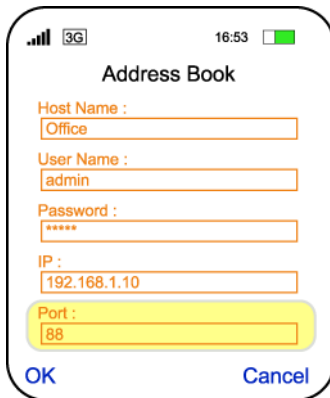 3G 16:53
Address Book
Host Name :
Office
User Name :
admin
Password :
*****
IP :
192.168.1.10
Port :
88
OK Cancel